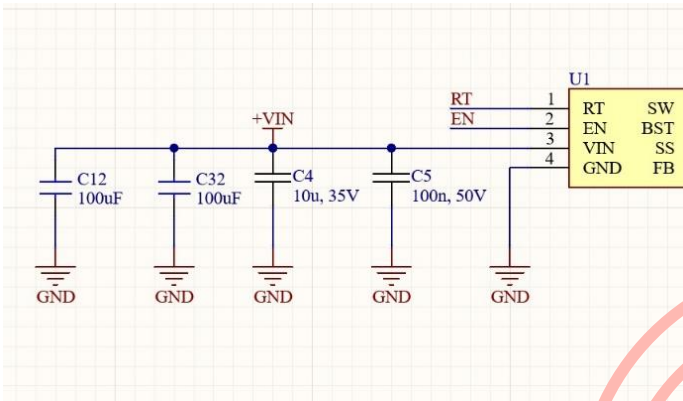 U1
RT 1 RT SW
EN 2 EN BST
+VIN 3 VIN SS
4 GND FB
C12 C32 C4 C5
100uF 100uF 10u, 35V 100n, 50V
GND GND GND GND GND